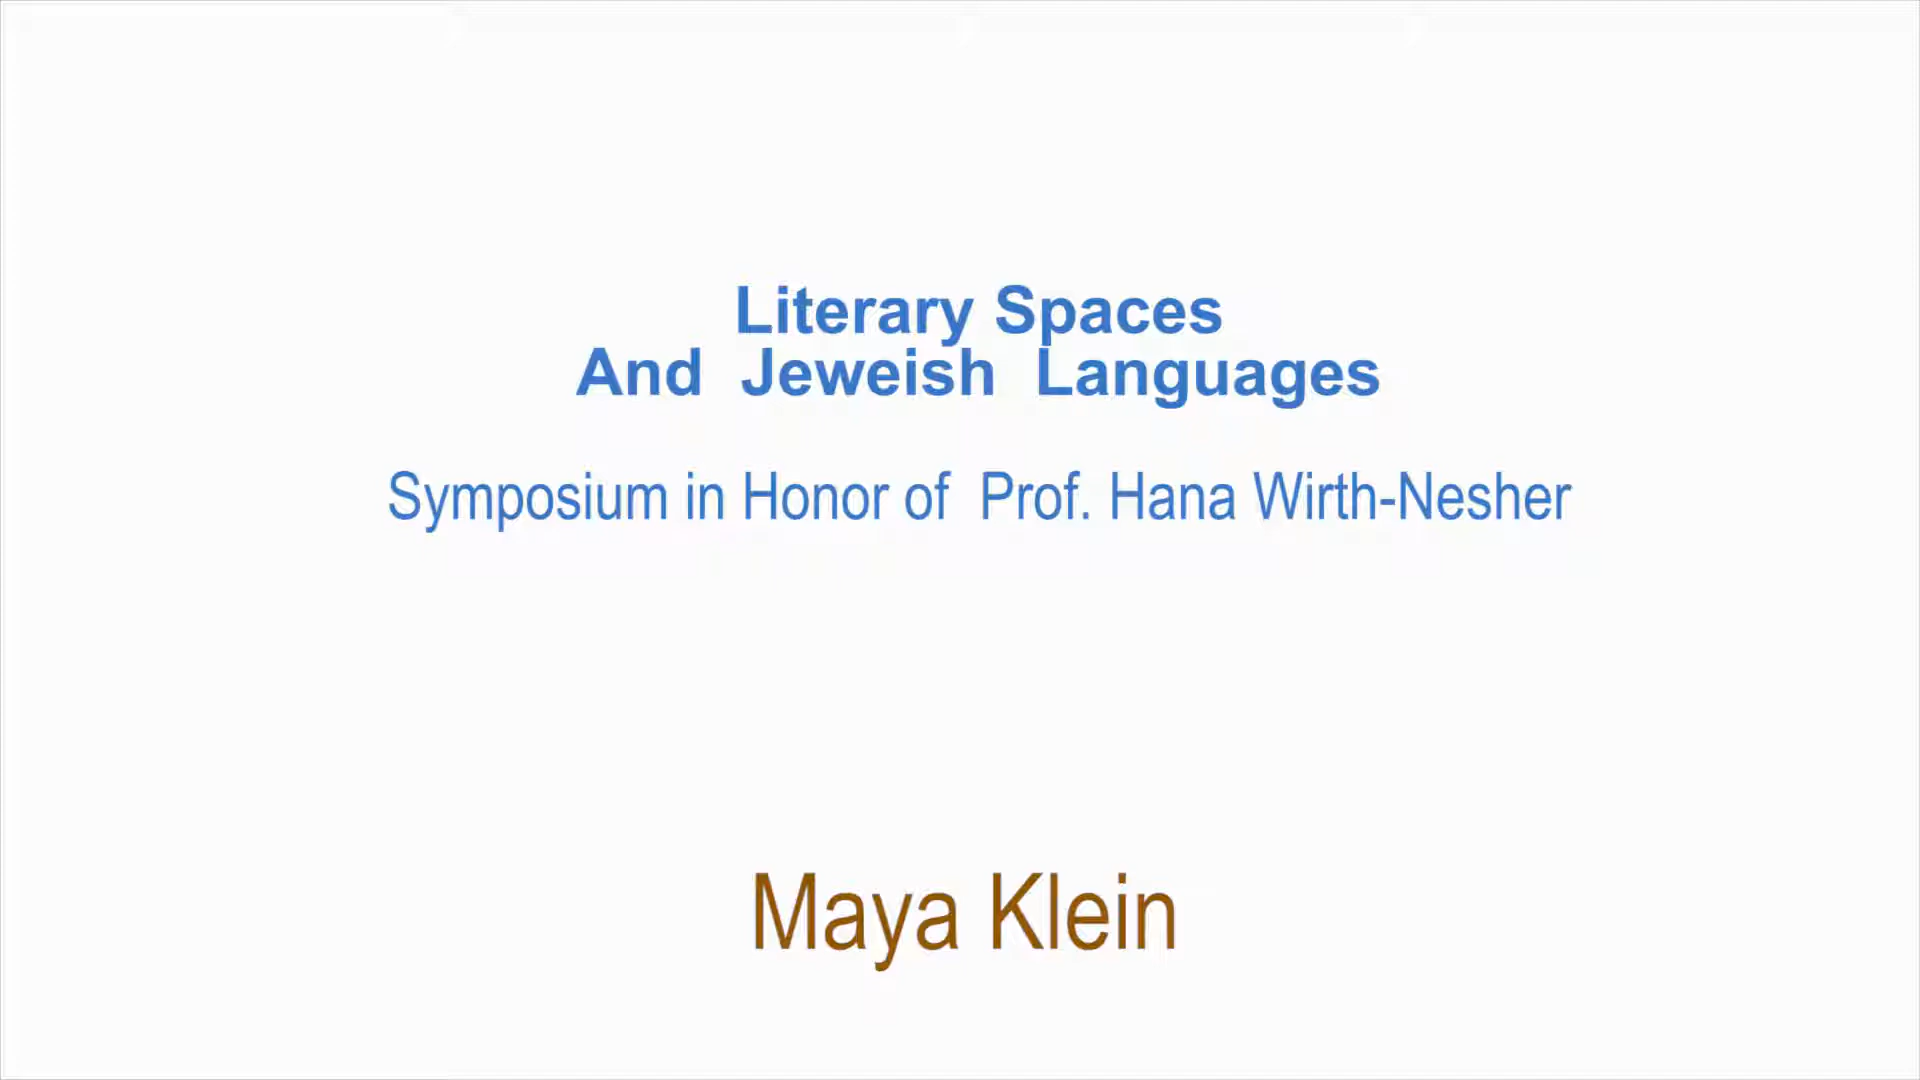 Literary Spaces
And Jeweish Languages
Symposium in Honor of Prof. Hana Wirth-Nesher
Maya Klein